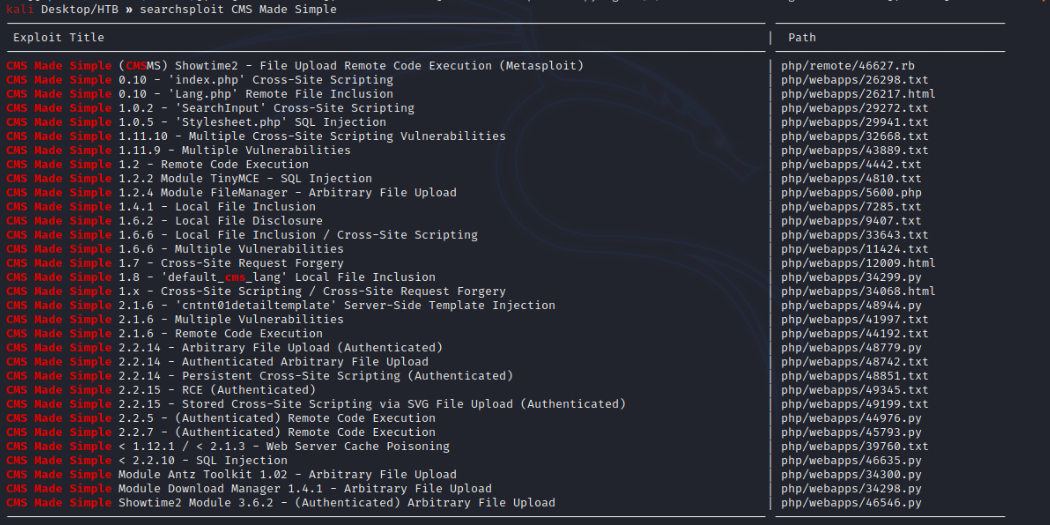 kali Desktop/HTB » searchsploit CMS Made Simple
Exploit Title | Path
CMS Made Simple (CMSMS) Showtime2 - File Upload Remote Code Execution (Metasploit) | php/remote/46627.rb
CMS Made Simple 0.10 - 'index.php' Cross-Site Scripting | php/webapps/26298.txt
CMS Made Simple 0.10 - 'Lang.php' Remote File Inclusion | php/webapps/26217.html
CMS Made Simple 1.0.2 - 'SearchInput' Cross-Site Scripting | php/webapps/29272.txt
CMS Made Simple 1.0.5 - 'Stylesheet.php' SQL Injection | php/webapps/29941.txt
CMS Made Simple 1.11.10 - Multiple Cross-Site Scripting Vulnerabilities | php/webapps/32668.txt
CMS Made Simple 1.11.9 - Multiple Vulnerabilities | php/webapps/43889.txt
CMS Made Simple 1.2 - Remote Code Execution | php/webapps/4442.txt
CMS Made Simple 1.2.2 Module TinyMCE - SQL Injection | php/webapps/4810.txt
CMS Made Simple 1.2.4 Module FileManager - Arbitrary File Upload | php/webapps/5600.php
CMS Made Simple 1.4.1 - Local File Inclusion | php/webapps/7285.txt
CMS Made Simple 1.6.2 - Local File Disclosure | php/webapps/9407.txt
CMS Made Simple 1.6.6 - Local File Inclusion / Cross-Site Scripting | php/webapps/33643.txt
CMS Made Simple 1.6.6 - Multiple Vulnerabilities | php/webapps/11424.txt
CMS Made Simple 1.7 - Cross-Site Request Forgery | php/webapps/12009.html
CMS Made Simple 1.8 - 'default_cms_lang' Local File Inclusion | php/webapps/34299.py
CMS Made Simple 1.x - Cross-Site Scripting / Cross-Site Request Forgery | php/webapps/34068.html
CMS Made Simple 2.1.6 - 'cntnt01detailtemplate' Server-Side Template Injection | php/webapps/48944.py
CMS Made Simple 2.1.6 - Multiple Vulnerabilities | php/webapps/41997.txt
CMS Made Simple 2.1.6 - Remote Code Execution | php/webapps/44192.txt
CMS Made Simple 2.2.14 - Arbitrary File Upload (Authenticated) | php/webapps/48779.py
CMS Made Simple 2.2.14 - Authenticated Arbitrary File Upload | php/webapps/48742.txt
CMS Made Simple 2.2.14 - Persistent Cross-Site Scripting (Authenticated) | php/webapps/48851.txt
CMS Made Simple 2.2.15 - RCE (Authenticated) | php/webapps/49345.txt
CMS Made Simple 2.2.15 - Stored Cross-Site Scripting via SVG File Upload (Authenticated) | php/webapps/49199.txt
CMS Made Simple 2.2.5 - (Authenticated) Remote Code Execution | php/webapps/44976.py
CMS Made Simple 2.2.7 - (Authenticated) Remote Code Execution | php/webapps/45793.py
CMS Made Simple < 1.12.1 / < 2.1.3 - Web Server Cache Poisoning | php/webapps/39760.txt
CMS Made Simple < 2.2.10 - SQL Injection | php/webapps/46635.py
CMS Made Simple Module Antz Toolkit 1.02 - Arbitrary File Upload | php/webapps/34300.py
CMS Made Simple Module Download Manager 1.4.1 - Arbitrary File Upload | php/webapps/34298.py
CMS Made Simple Showtime2 Module 3.6.2 - (Authenticated) Arbitrary File Upload | php/webapps/46546.py